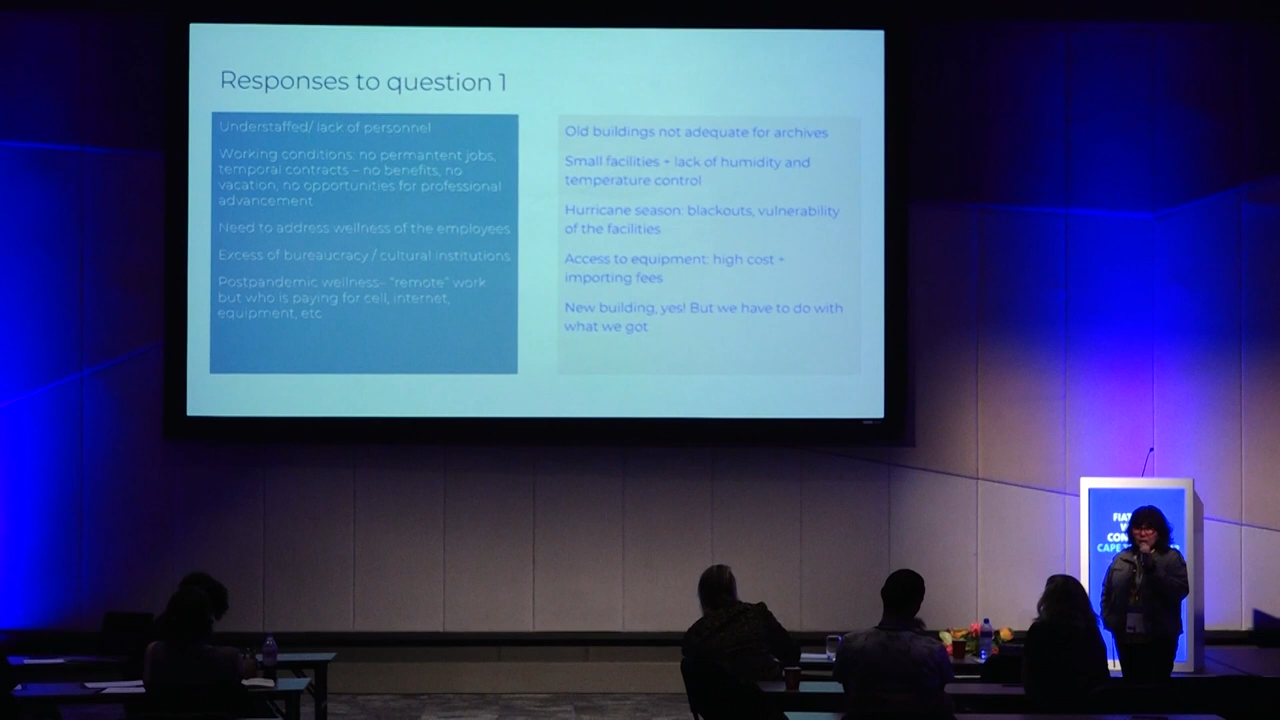 Responses to question 1
Understaffed/ lack of personnel
Working conditions: no permantent jobs,
temporal contracts – no benefits, no
vacation, no opportunities for professional
advancement
Need to address wellness of the employees
Excess of bureaucracy / cultural institutions
Postpandemic wellness– "remote" work
but who is paying for cell, internet,
equipment, etc
Old buildings not adequate for archives
Small facilities + lack of humidity and
temperature control
Hurricane season: blackouts, vulnerability
of the facilities
Access to equipment: high cost +
importing fees
New building, yes! But we have to do with
what we got
FIAT
CON
CAPE T